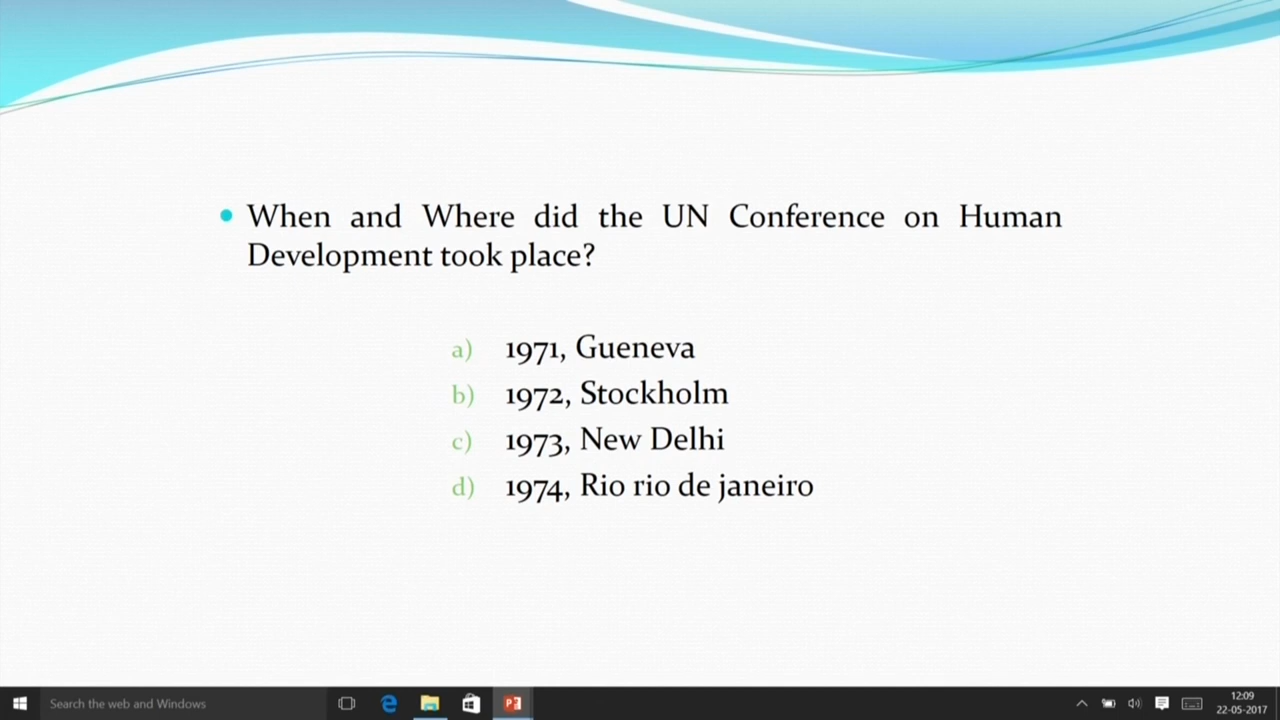 When and Where did the UN Conference on Human
Development took place?
a) 1971, Gueneva
b) 1972, Stockholm
c) 1973, New Delhi
d) 1974, Rio rio de janeiro
Search the web and Windows
12:09
22-05-2017